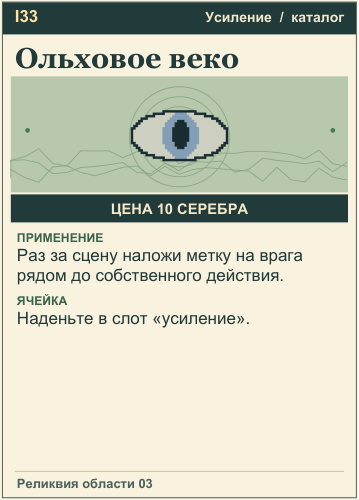 I33
Усиление / каталог
Ольховое веко
ЦЕНА 10 СЕРЕБРА
ПРИМЕНЕНИЕ
Раз за сцену наложи метку на врага
рядом до собственного действия.
ЯЧЕЙКА
Наденьте в слот «усиление».
Реликвия области 03